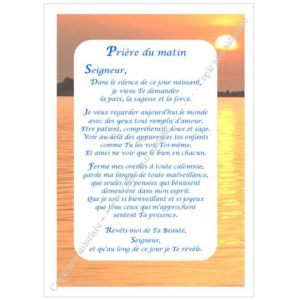 Prière du matin
Seigneur,
Dans le silence de ce jour naissant,
je viens Te demander
la paix, la sagesse et la force.
Je veux regarder aujourd'hui le monde
avec des yeux tout remplis d'amour.
Etre patient, compréhensif, doux et sage.
Voir au-delà des apparences tes enfants
comme Tu les vois Toi-même.
Et ainsi ne voir que le bien en chacun.
Ferme mes oreilles à toute calomnie,
garde ma langue de toute malveillance,
que seules les pensées qui bénissent
demeurent dans mon esprit.
Que je soit si bienveillant et si joyeux
que tous ceux qui m'approchent
sentent Ta présence.
Revêts-moi de Ta Beauté,
Seigneur,
et qu'au long de ce jour je Te révèle.